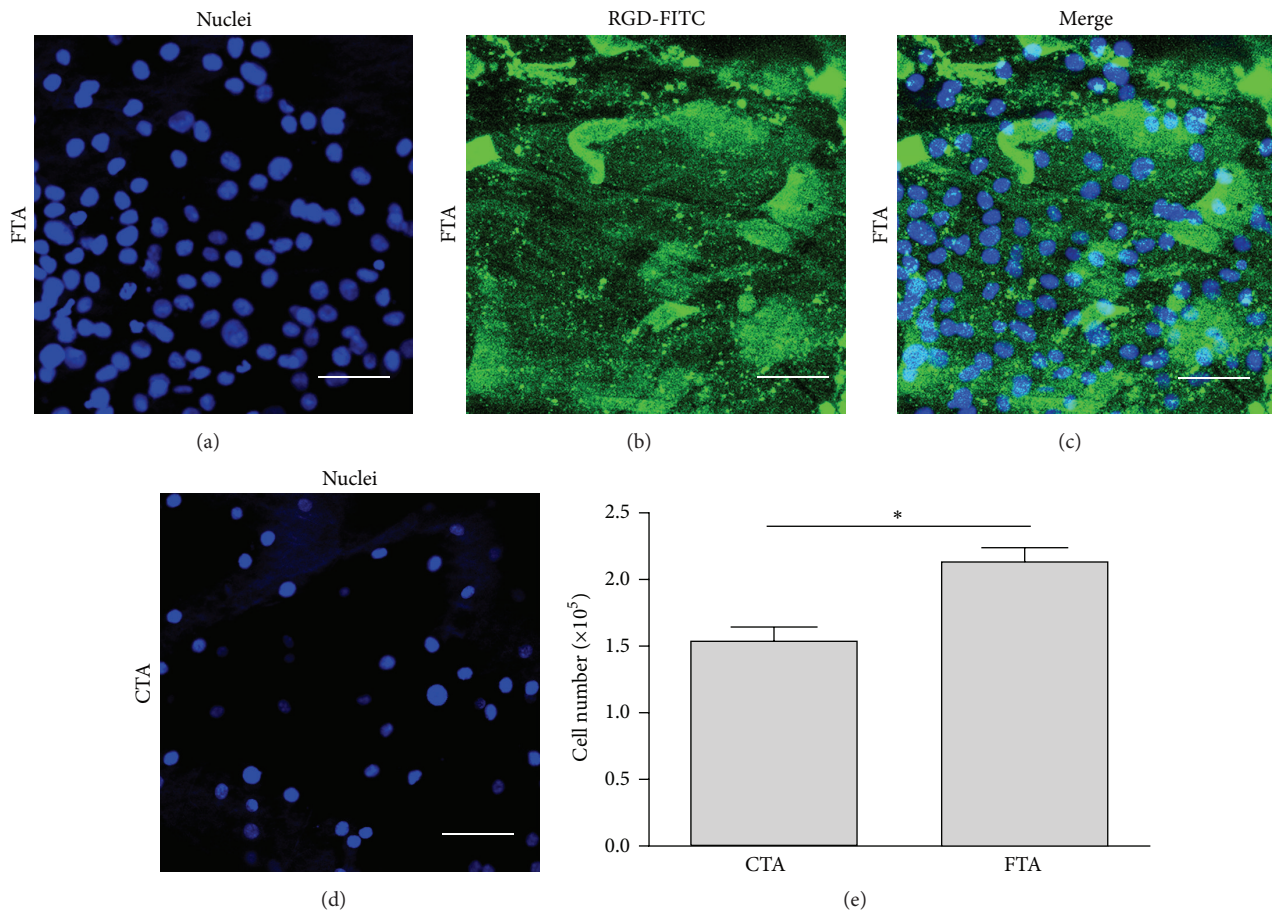 Nuclei
RGD-FITC
Merge
FTA
FTA
FTA
(a)
(b)
(c)
Nuclei
CTA
(d)
*
2.5
2.0
1.5
1.0
0.5
0.0
Cell number (×10⁵)
CTA
FTA
(e)